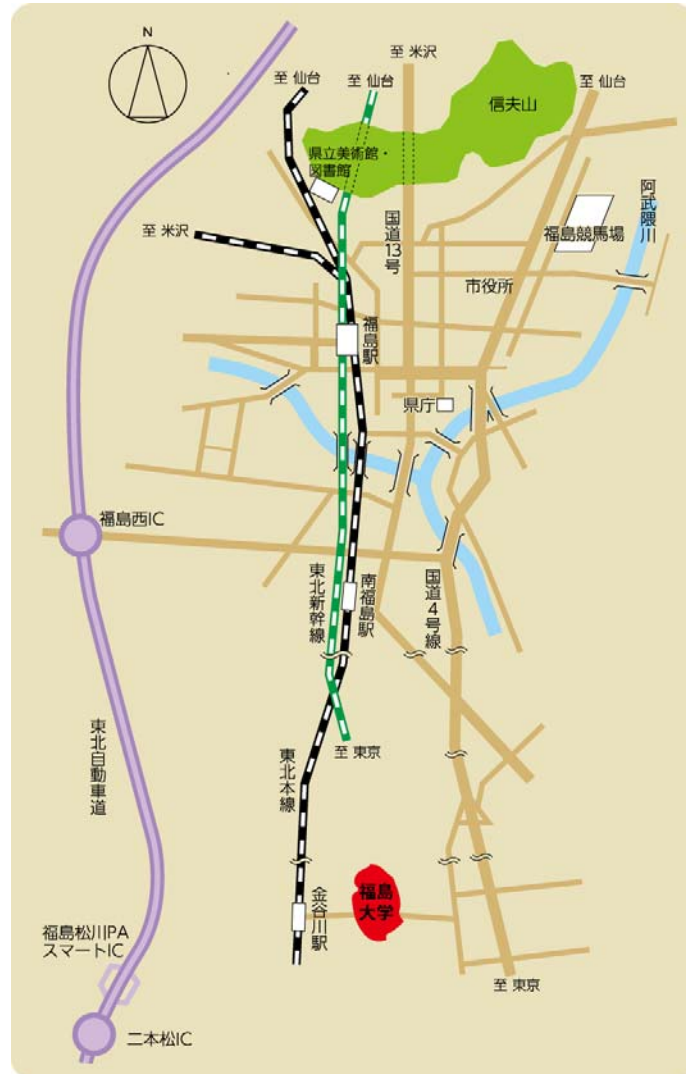 N
至 米沢
至 仙台
至 仙台
至 仙台
信夫山
県立美術館・
図書館
国道13号
阿武隈川
至 米沢
福島競馬場
市役所
福島駅
県庁
福島西IC
東北新幹線
南福島駅
国道4号線
東北自動車道
東北本線
至 東京
福島
大学
金谷川駅
福島松川PA
スマートIC
至 東京
二本松IC